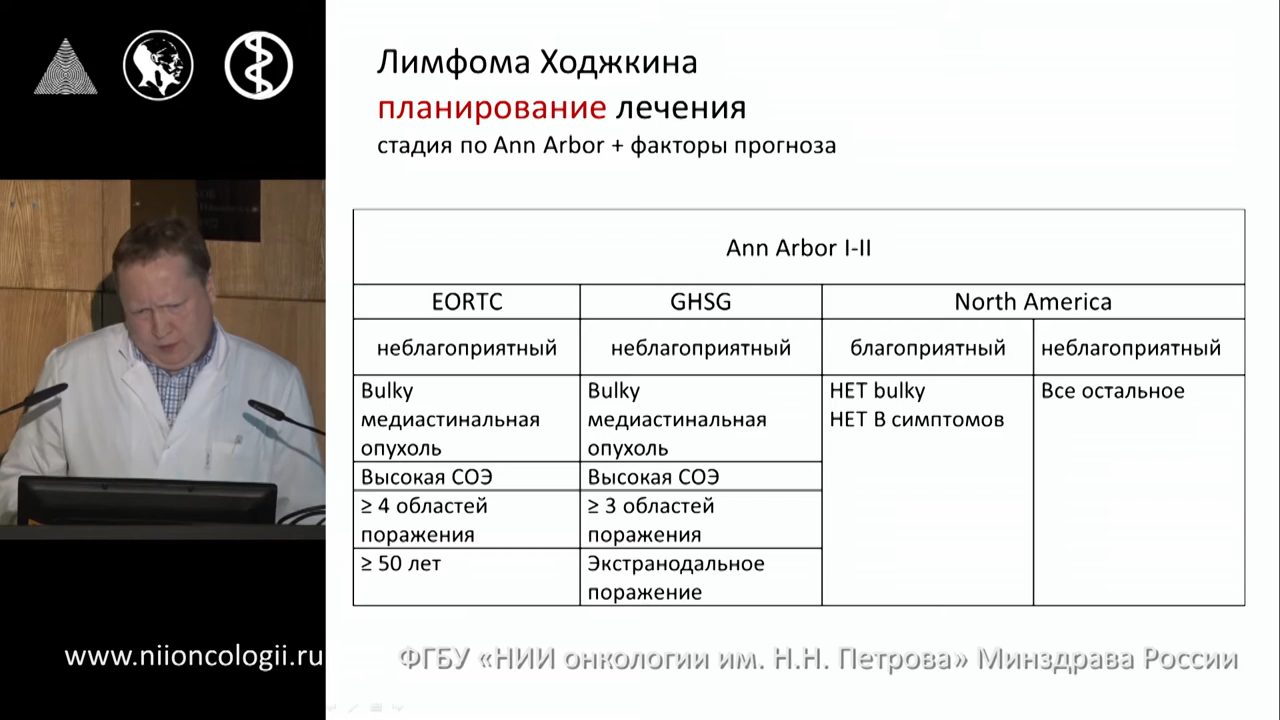 Лимфома Ходжкина
планирование лечения
стадия по Ann Arbor + факторы прогноза
Ann Arbor I-II
EORTC
GHSG
North America
неблагоприятный
неблагоприятный
благоприятный
неблагоприятный
Bulky
медиастинальная
опухоль
Bulky
медиастинальная
опухоль
НЕТ bulky
НЕТ В симптомов
Все остальное
Высокая СОЭ
Высокая СОЭ
≥ 4 областей
поражения
≥ 3 областей
поражения
≥ 50 лет
Экстранодальное
поражение
www.niioncologii.ru
ФГБУ «НИИ онкологии им. Н.Н. Петрова» Минздрава России